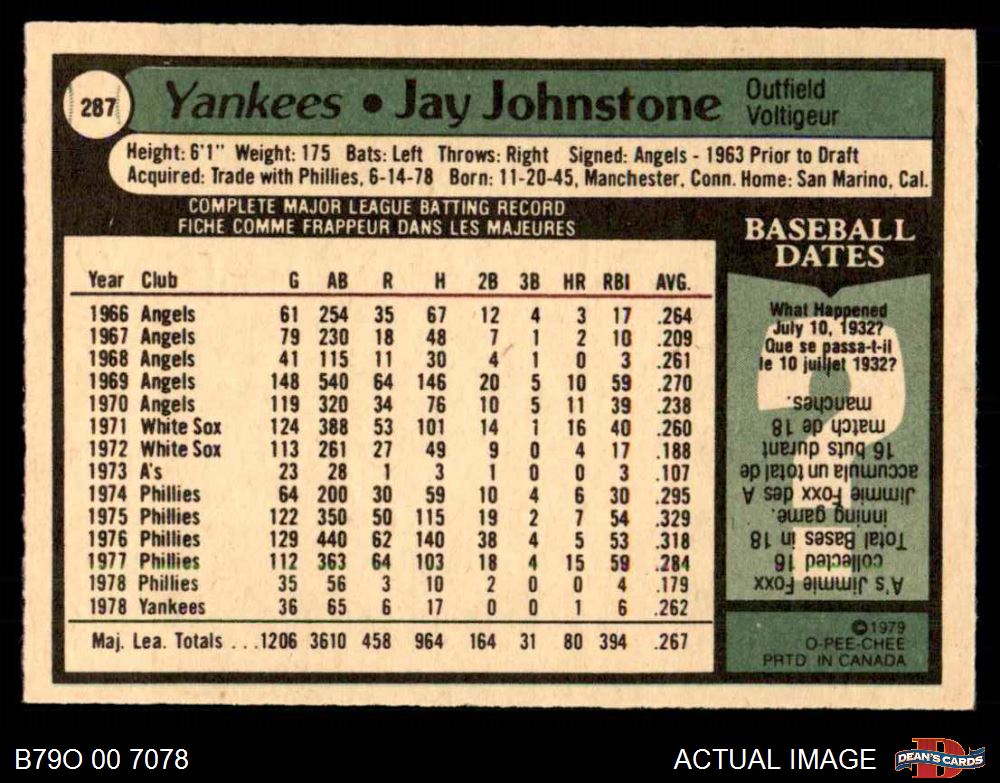 287
Yankees • Jay Johnstone
Outfield
Voltigeur
Height: 6'1" Weight: 175 Bats: Left Throws: Right Signed: Angels - 1963 Prior to Draft
Acquired: Trade with Phillies, 6-14-78 Born: 11-20-45, Manchester, Conn. Home: San Marino, Cal.
COMPLETE MAJOR LEAGUE BATTING RECORD
FICHE COMME FRAPPEUR DANS LES MAJEURES
Year Club G AB R H 2B 3B HR RBI AVG.
1966 Angels 61 254 35 67 12 4 3 17 .264
1967 Angels 79 230 18 48 7 1 2 10 .209
1968 Angels 41 115 11 30 4 1 0 3 .261
1969 Angels 148 540 64 146 20 5 10 59 .270
1970 Angels 119 320 34 76 10 5 11 39 .238
1971 White Sox 124 388 53 101 14 1 16 40 .260
1972 White Sox 113 261 27 49 9 0 4 17 .188
1973 A's 23 28 1 3 1 0 0 3 .107
1974 Phillies 64 200 30 59 10 4 6 30 .295
1975 Phillies 122 350 50 115 19 2 7 54 .329
1976 Phillies 129 440 62 140 38 4 5 53 .318
1977 Phillies 112 363 64 103 18 4 15 59 .284
1978 Phillies 35 56 3 10 2 0 0 4 .179
1978 Yankees 36 65 6 17 2 0 0 1 6 .262
Maj. Lea. Totals . . .1206 3610 458 964 164 31 80 394 .267
BASEBALL
DATES
What Happened
July 10, 1932?
Que se passa-t-il
le 10 juillet 1932?
A's Jimmie Foxx
collected 16
Total Bases in 18
inning game.
Jimmie Foxx des A
accumula un total de
16 buts durant
match de 18
manches.
©1979
O-PEE-CHEE
PRTD IN CANADA
B79O 00 7078
ACTUAL IMAGE
D
DEAN'S CARDS